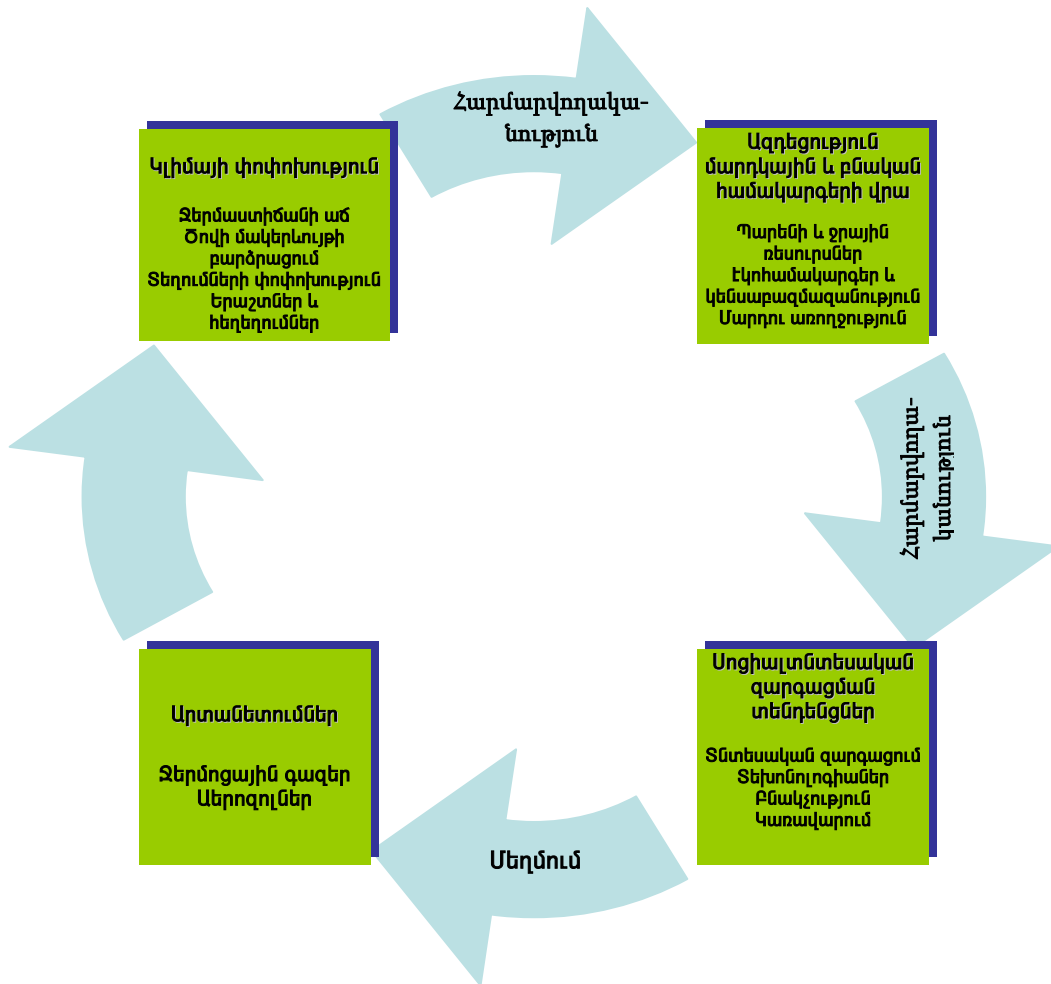 Հարմարվողակա-
նություն
Կլիմայի փոփոխություն
Ջերմաստիճանի աճ
Ծովի մակերևույթի
բարձրացում
Տեղումների փոփոխություն
Երաշտներ և
հեղեղումներ
Ազդեցություն
մարդկային և բնական
համակարգերի վրա
Պարենի և ջրային
ռեսուրսներ
էկոհամակարգեր և
կենսաբազմազանություն
Մարդու առողջություն
Հարմարվողա-
կանություն
Սոցիալտնտեսական
զարգացման
տենդենցներ
Տնտեսական զարգացում
Տեխոնոլոգիաներ
Բնակչություն
Կառավարում
Մեղմում
Արտանետումներ
Ջերմոցային գազեր
Աերոզոլներ